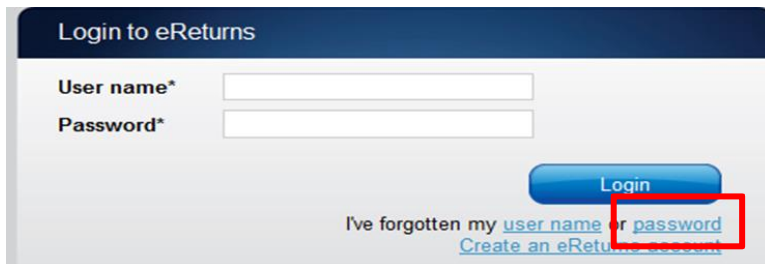 Login to eReturns
User name*
Password*
Login
I've forgotten my user name or password
Create an eReturns account